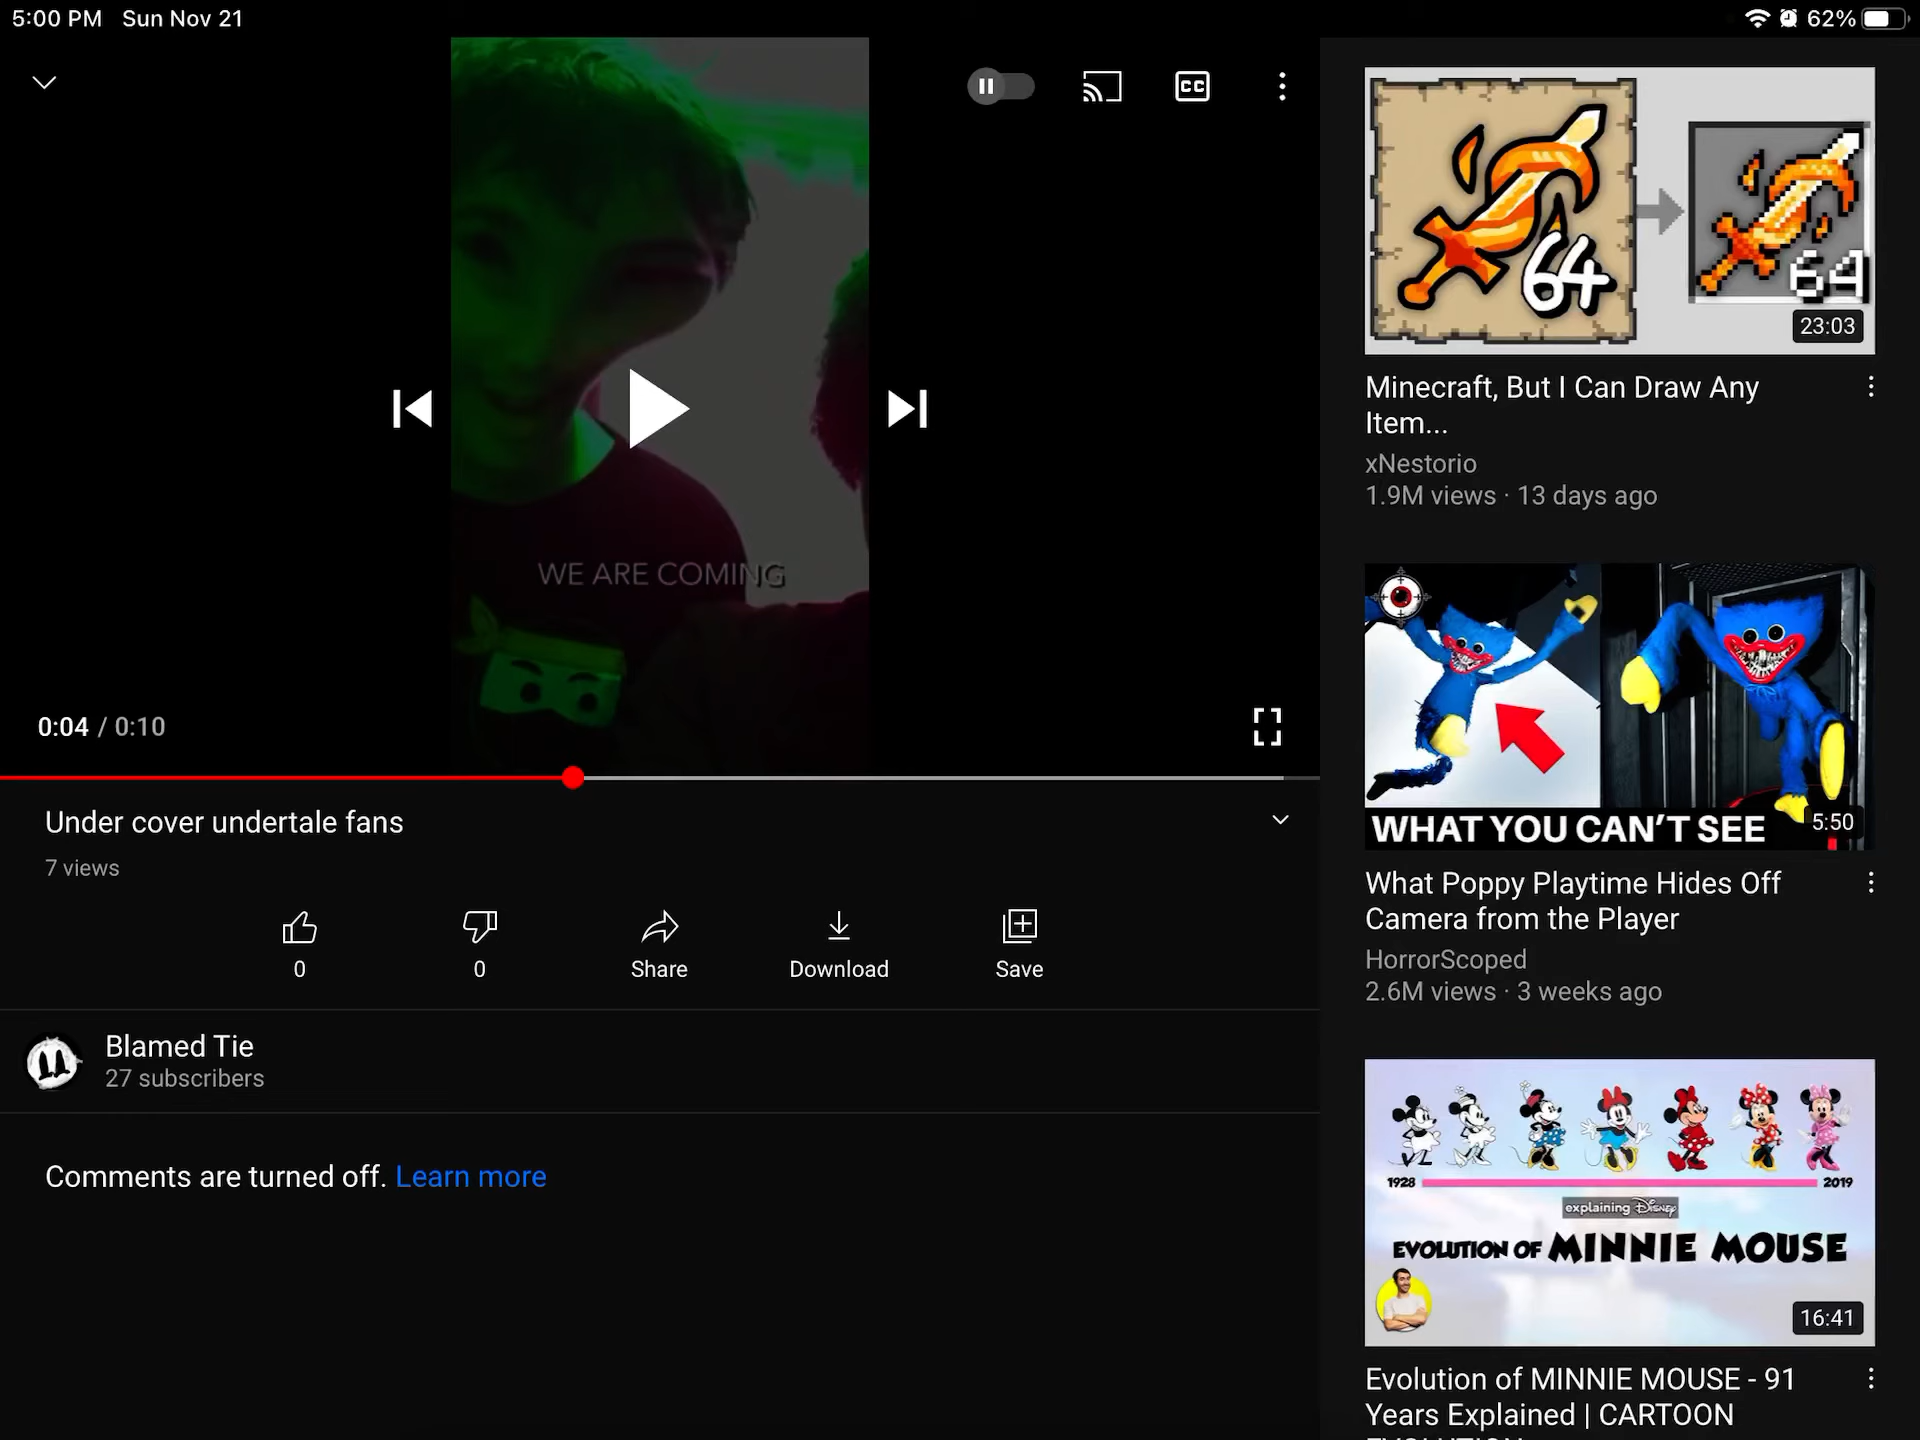 5:00 PM Sun Nov 21
62%
CC
WE ARE COMING
0:04 / 0:10
Under cover undertale fans
7 views
0
0
Share
Download
Save
Blamed Tie
27 subscribers
Comments are turned off. Learn more
64
64
23:03
Minecraft, But I Can Draw Any
Item...
xNestorio
1.9M views · 13 days ago
WHAT YOU CAN'T SEE
5:50
What Poppy Playtime Hides Off
Camera from the Player
HorrorScoped
2.6M views · 3 weeks ago
1928
2019
explaining Disney
EVOLUTION OF MINNIE MOUSE
16:41
Evolution of MINNIE MOUSE - 91
Years Explained | CARTOON